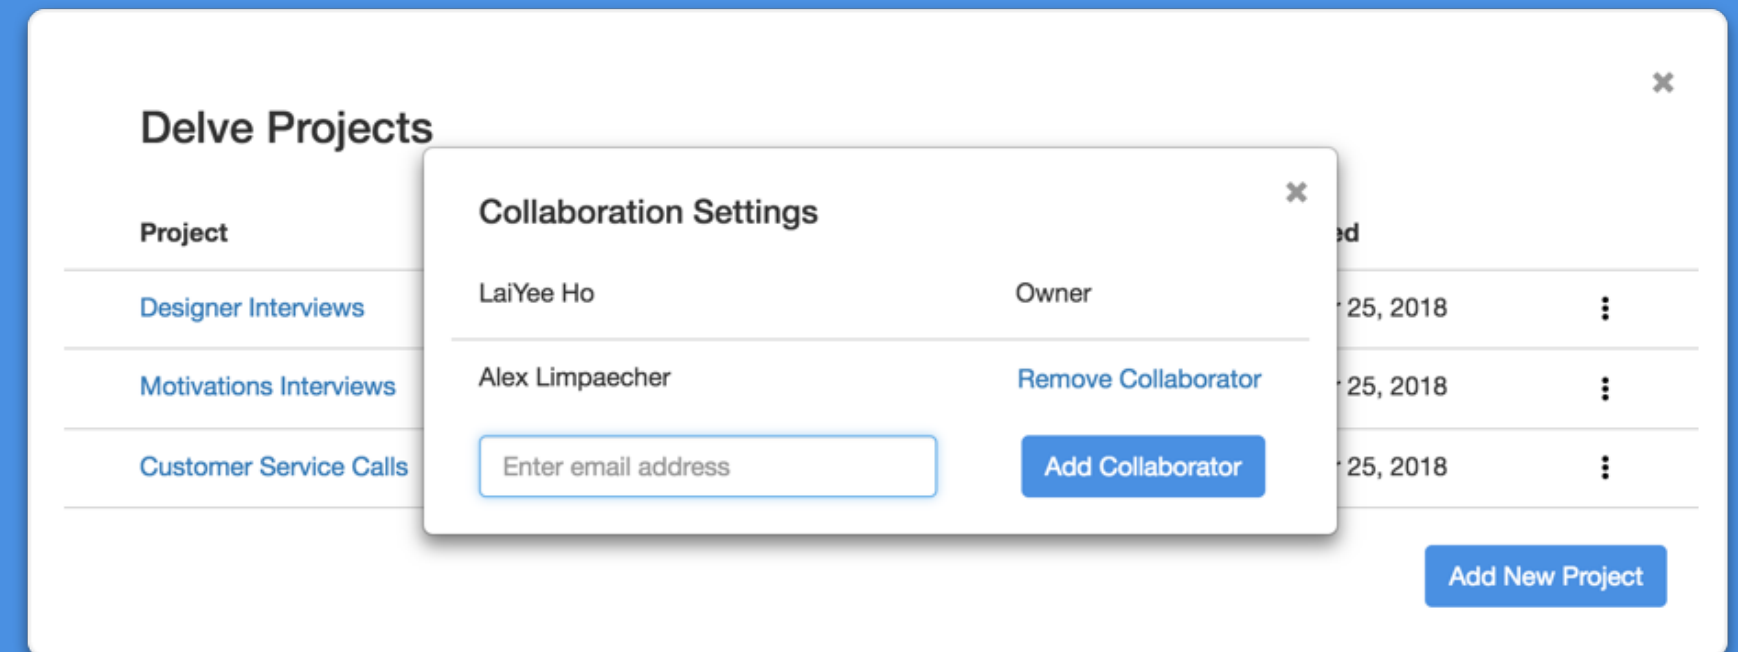 Delve Projects
Collaboration Settings
Project
LaiYee Ho Owner
Designer Interviews 25, 2018
Alex Limpaecher Remove Collaborator
Motivations Interviews 25, 2018
Enter email address Add Collaborator
Customer Service Calls 25, 2018
Add New Project